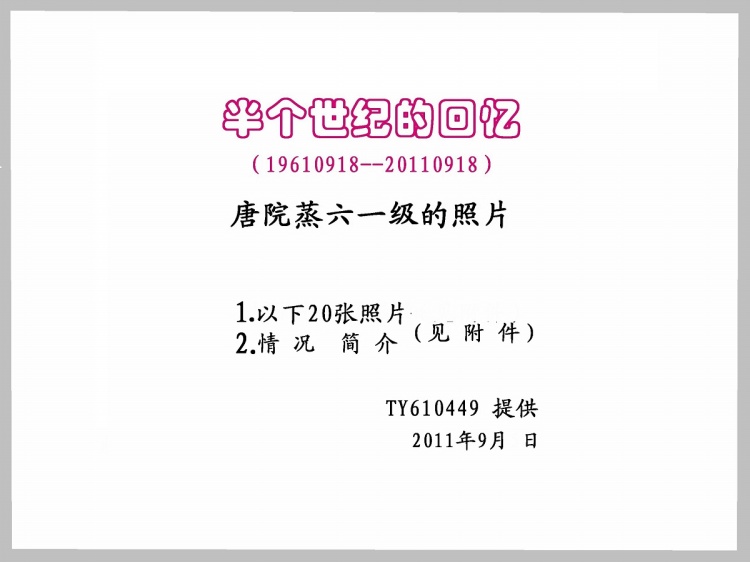 半个世纪的回忆
(19610918--20110918)
唐院蒸六一级的照片
1.以下20张照片
2.情 况 简 介
(见 附 件)
TY610449 提供
2011年9月 日